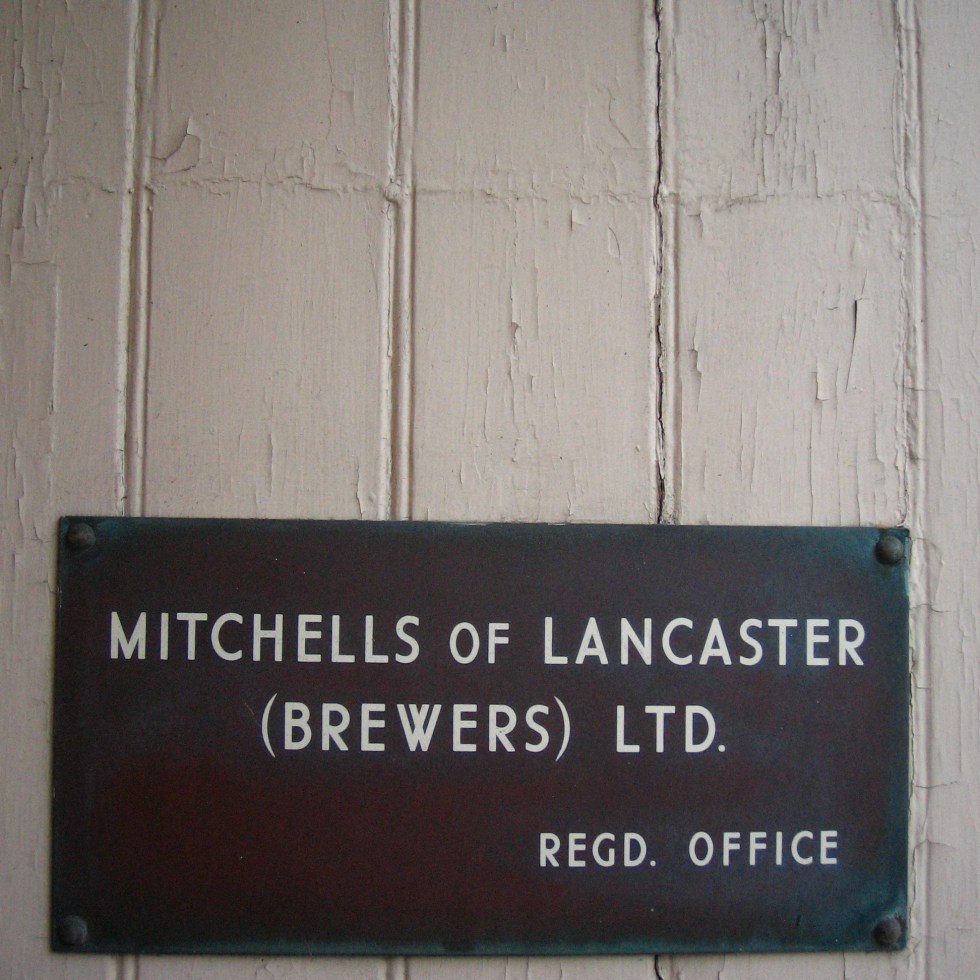 MITCHELLS OF LANCASTER
(BREWERS) LTD.
REGD. OFFICE